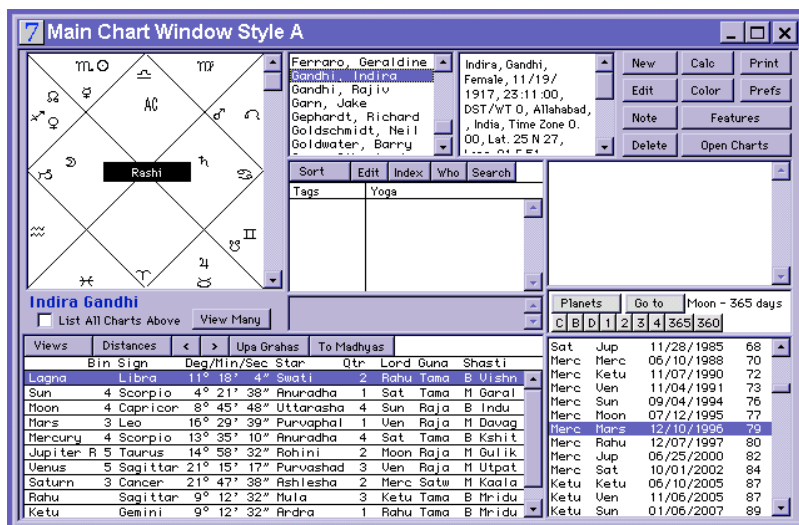 7 Main Chart Window Style A
AC
Rashi
Ferraro, Geraldine
Gandhi, Indira
Gandhi, Rajiv
Garn, Jake
Gephardt, Richard
Goldschmidt, Neil
Goldwater, Barry
Indira, Gandhi,
Female, 11/19/
1917, 23:11:00,
DST/WT 0, Allahabad,
, India, Time Zone 0.
00, Lat. 25 N 27,
New Calc Print
Edit Color Prefs
Note Features
Delete Open Charts
Sort Edit Index Who Search
Tags Yoga
Indira Gandhi
List All Charts Above View Many
Planets Go to Moon - 365 days
C B D 1 2 3 4 365 360
Views Distances < > Upa Grahas To Madhyas
Bin Sign Deg/Min/Sec Star Qtr Lord Guna Shasti
Lagna Libra 11° 18' 4" Swati 2 Rahu Tama B Vishn
Sun 4 Scorpio 4° 21' 38" Anuradha 1 Sat Tama M Garal
Moon 4 Capricor 8° 45' 48" Uttarasha 4 Sun Raja B Indu
Mars 3 Leo 16° 29' 39" Purvaphal 1 Ven Raja M Davag
Mercury 4 Scorpio 13° 35' 10" Anuradha 4 Sat Tama B Kshit
Jupiter R 5 Taurus 14° 58' 32" Rohini 2 Moon Raja M Gulik
Venus 5 Sagittar 21° 15' 17" Purvashad 3 Ven Raja M Utpat
Saturn 3 Cancer 21° 47' 38" Ashlesha 2 Merc Satw M Kaala
Rahu Sagittar 9° 12' 32" Mula 3 Ketu Tama B Mridu
Ketu Gemini 9° 12' 32" Ardra 1 Rahu Tama B Mridu
Sat Jup 11/28/1985 68
Merc Merc 06/10/1988 70
Merc Ketu 11/07/1990 72
Merc Ven 11/04/1991 73
Merc Sun 09/04/1994 76
Merc Moon 07/12/1995 77
Merc Mars 12/10/1996 79
Merc Rahu 12/07/1997 80
Merc Jup 06/25/2000 82
Merc Sat 10/01/2002 84
Ketu Ketu 06/10/2005 87
Ketu Ven 11/06/2005 87
Ketu Sun 01/06/2007 89